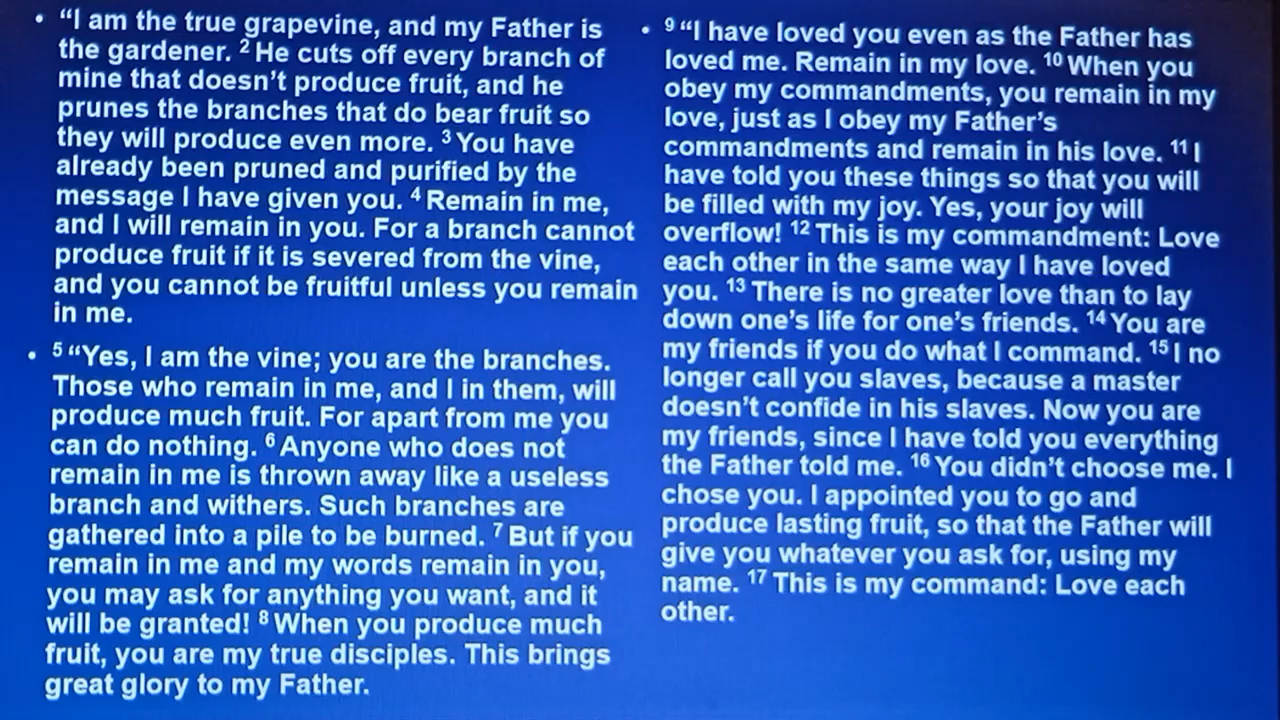 • “I am the true grapevine, and my Father is
the gardener. ² He cuts off every branch of
mine that doesn’t produce fruit, and he
prunes the branches that do bear fruit so
they will produce even more. ³ You have
already been pruned and purified by the
message I have given you. ⁴ Remain in me,
and I will remain in you. For a branch cannot
produce fruit if it is severed from the vine,
and you cannot be fruitful unless you remain
in me.
• ⁵ “Yes, I am the vine; you are the branches.
Those who remain in me, and I in them, will
produce much fruit. For apart from me you
can do nothing. ⁶ Anyone who does not
remain in me is thrown away like a useless
branch and withers. Such branches are
gathered into a pile to be burned. ⁷ But if you
remain in me and my words remain in you,
you may ask for anything you want, and it
will be granted! ⁸ When you produce much
fruit, you are my true disciples. This brings
great glory to my Father.
• ⁹ “I have loved you even as the Father has
loved me. Remain in my love. ¹⁰ When you
obey my commandments, you remain in my
love, just as I obey my Father’s
commandments and remain in his love. ¹¹ I
have told you these things so that you will
be filled with my joy. Yes, your joy will
overflow! ¹² This is my commandment: Love
each other in the same way I have loved
you. ¹³ There is no greater love than to lay
down one’s life for one’s friends. ¹⁴ You are
my friends if you do what I command. ¹⁵ I no
longer call you slaves, because a master
doesn’t confide in his slaves. Now you are
my friends, since I have told you everything
the Father told me. ¹⁶ You didn’t choose me. I
chose you. I appointed you to go and
produce lasting fruit, so that the Father will
give you whatever you ask for, using my
name. ¹⁷ This is my command: Love each
other.